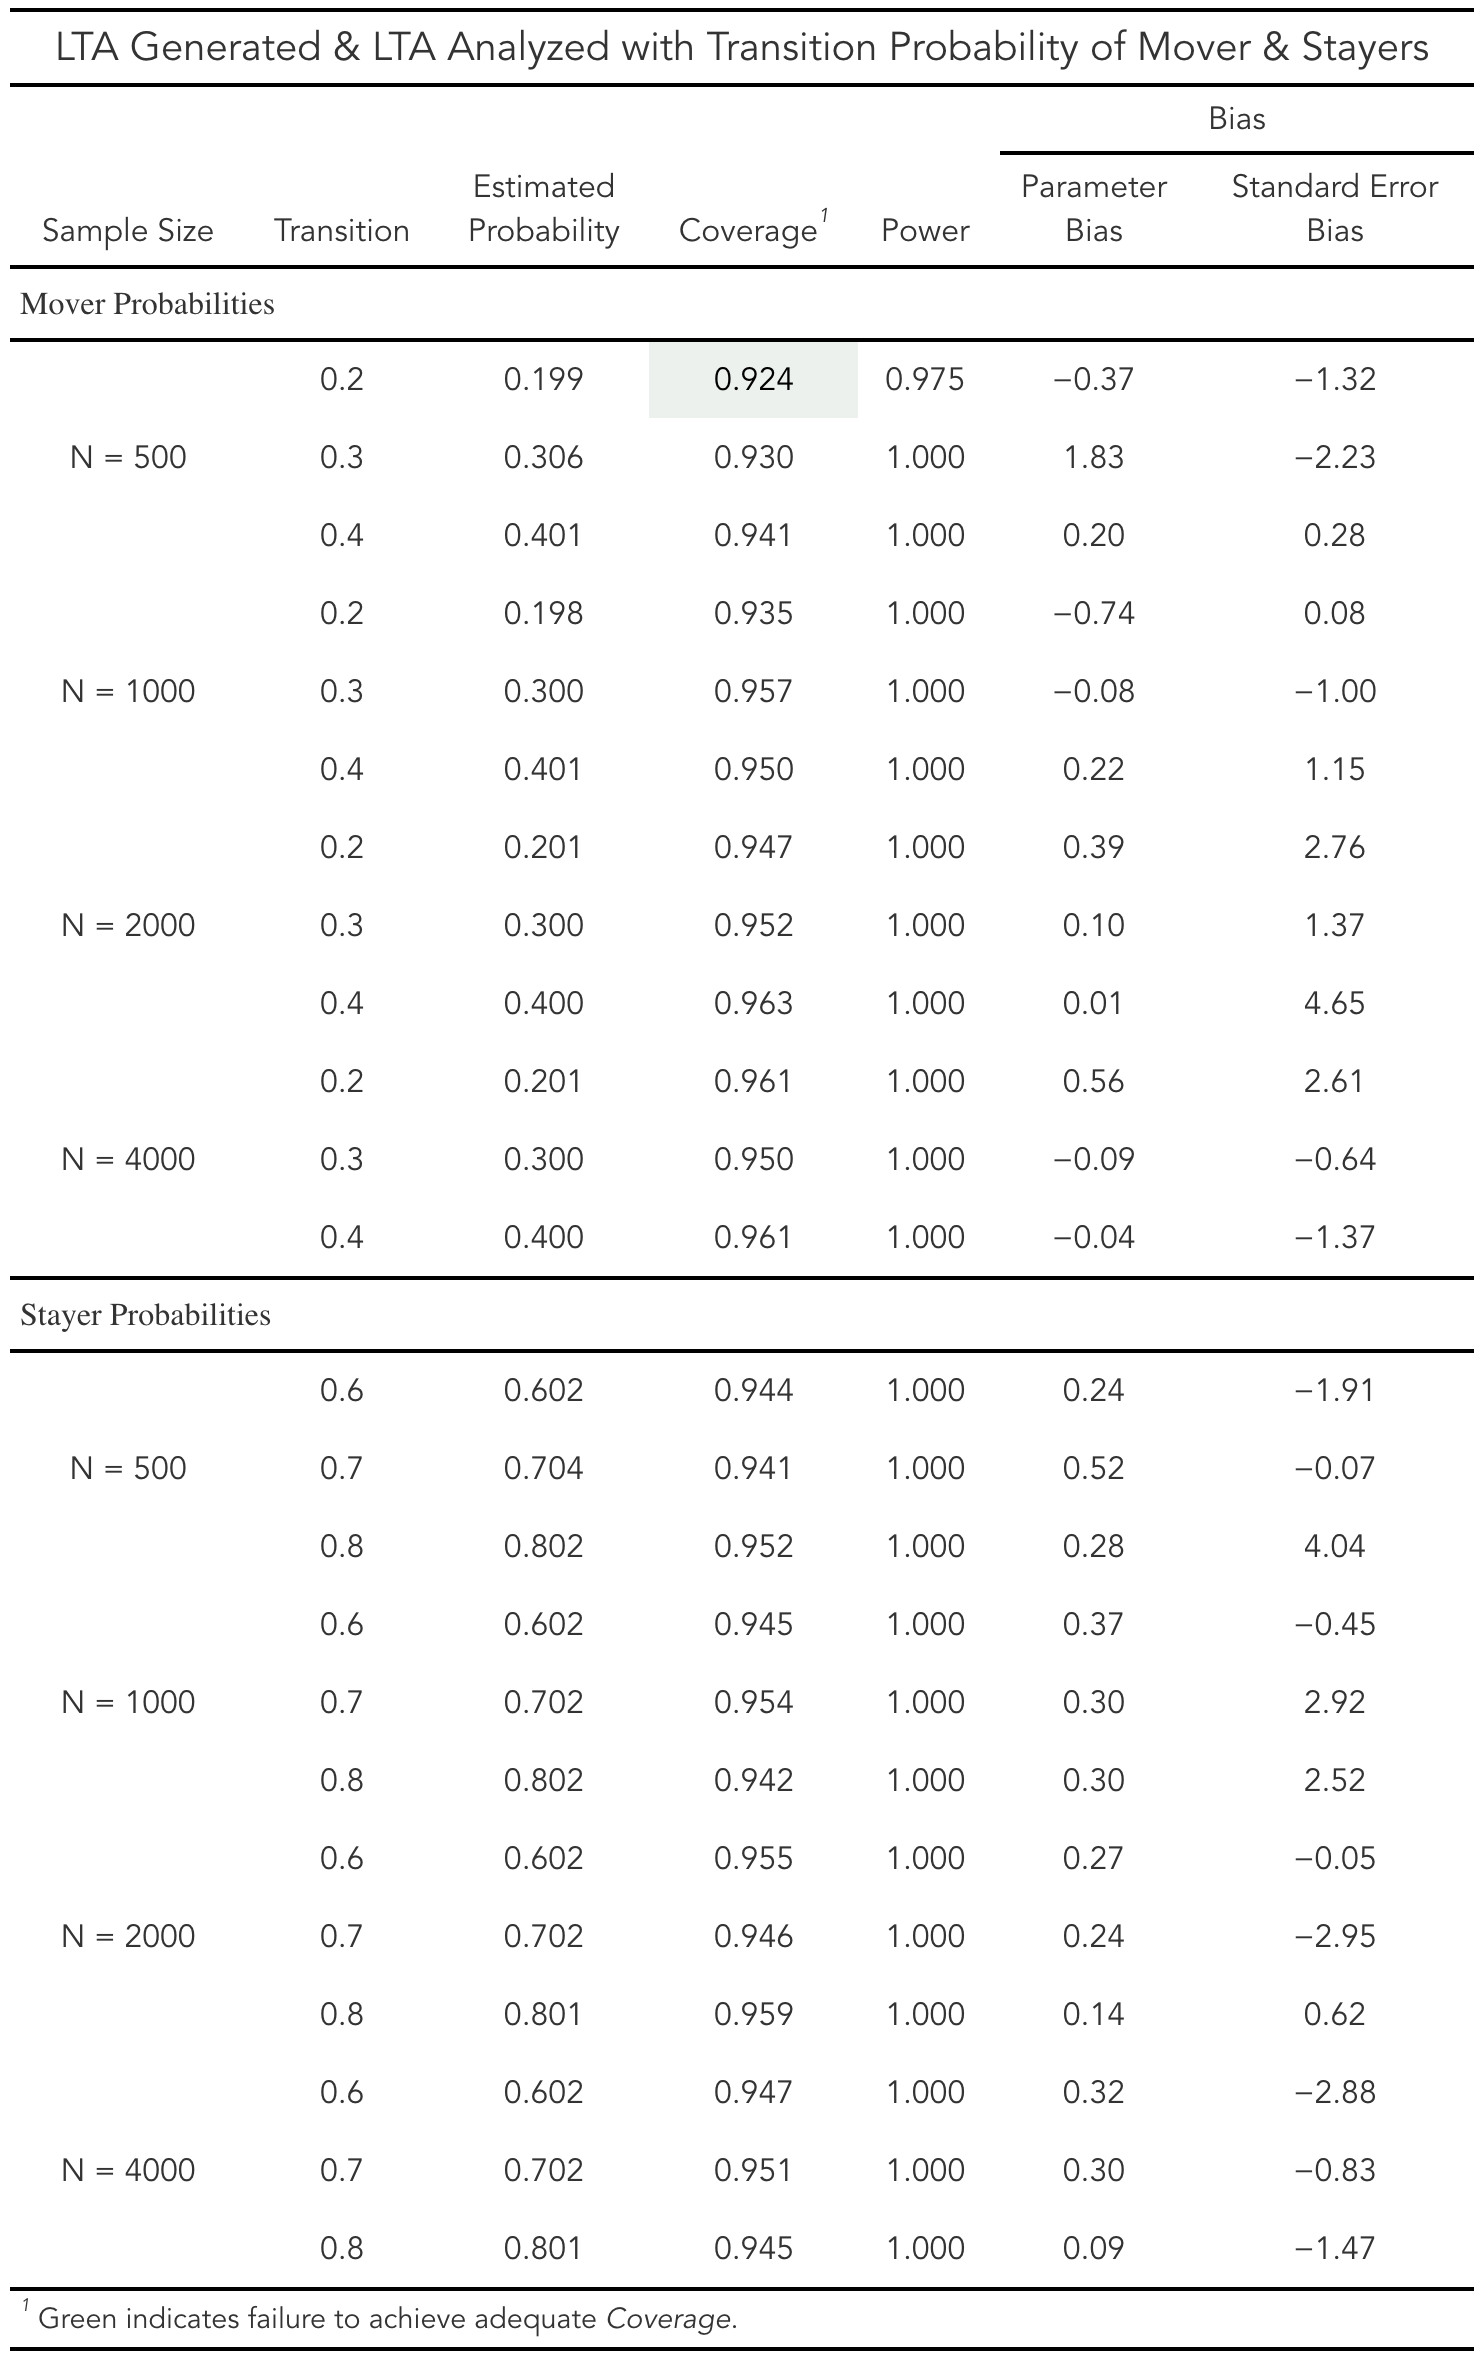 LTA Generated & LTA Analyzed with Transition Probability of Mover & Stayers
Bias
Sample Size Transition Estimated Probability Coverage1 Power Parameter Bias Standard Error Bias
Mover Probabilities
0.2 0.199 0.924 0.975 −0.37 −1.32
N = 500 0.3 0.306 0.930 1.000 1.83 −2.23
0.4 0.401 0.941 1.000 0.20 0.28
0.2 0.198 0.935 1.000 −0.74 0.08
N = 1000 0.3 0.300 0.957 1.000 −0.08 −1.00
0.4 0.401 0.950 1.000 0.22 1.15
0.2 0.201 0.947 1.000 0.39 2.76
N = 2000 0.3 0.300 0.952 1.000 0.10 1.37
0.4 0.400 0.963 1.000 0.01 4.65
0.2 0.201 0.961 1.000 0.56 2.61
N = 4000 0.3 0.300 0.950 1.000 −0.09 −0.64
0.4 0.400 0.961 1.000 −0.04 −1.37
Stayer Probabilities
0.6 0.602 0.944 1.000 0.24 −1.91
N = 500 0.7 0.704 0.941 1.000 0.52 −0.07
0.8 0.802 0.952 1.000 0.28 4.04
0.6 0.602 0.945 1.000 0.37 −0.45
N = 1000 0.7 0.702 0.954 1.000 0.30 2.92
0.8 0.802 0.942 1.000 0.30 2.52
0.6 0.602 0.955 1.000 0.27 −0.05
N = 2000 0.7 0.702 0.946 1.000 0.24 −2.95
0.8 0.801 0.959 1.000 0.14 0.62
0.6 0.602 0.947 1.000 0.32 −2.88
N = 4000 0.7 0.702 0.951 1.000 0.30 −0.83
0.8 0.801 0.945 1.000 0.09 −1.47
1 Green indicates failure to achieve adequate Coverage.